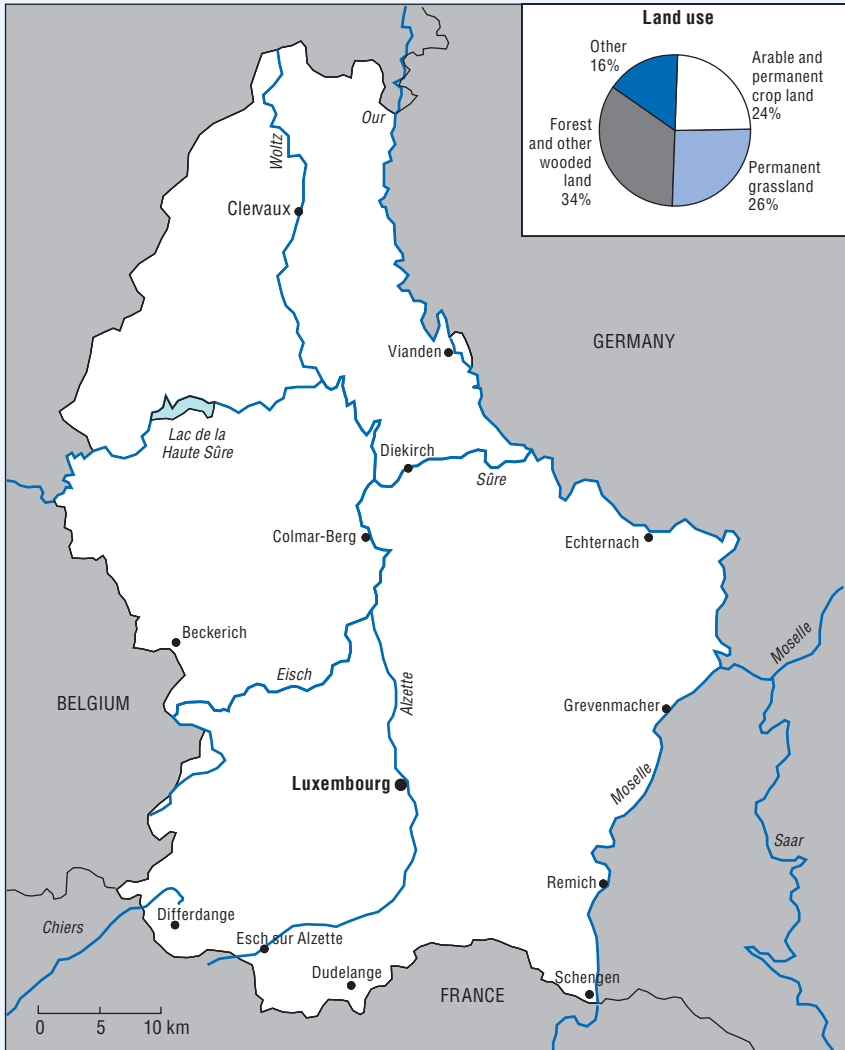 Land use
Other
16%
Arable and
permanent
crop land
24%
Forest
and other
wooded
land
34%
Permanent
grassland
26%
Our
Woltz
Clervaux
GERMANY
Vianden
Lac de la
Haute Sûre
Diekirch
Sûre
Colmar-Berg
Echternach
Beckerich
Moselle
Eisch
Alzette
BELGIUM
Grevenmacher
Luxembourg
Moselle
Saar
Remich
Differdange
Chiers
Esch sur Alzette
Dudelange
Schengen
FRANCE
0 5 10 km